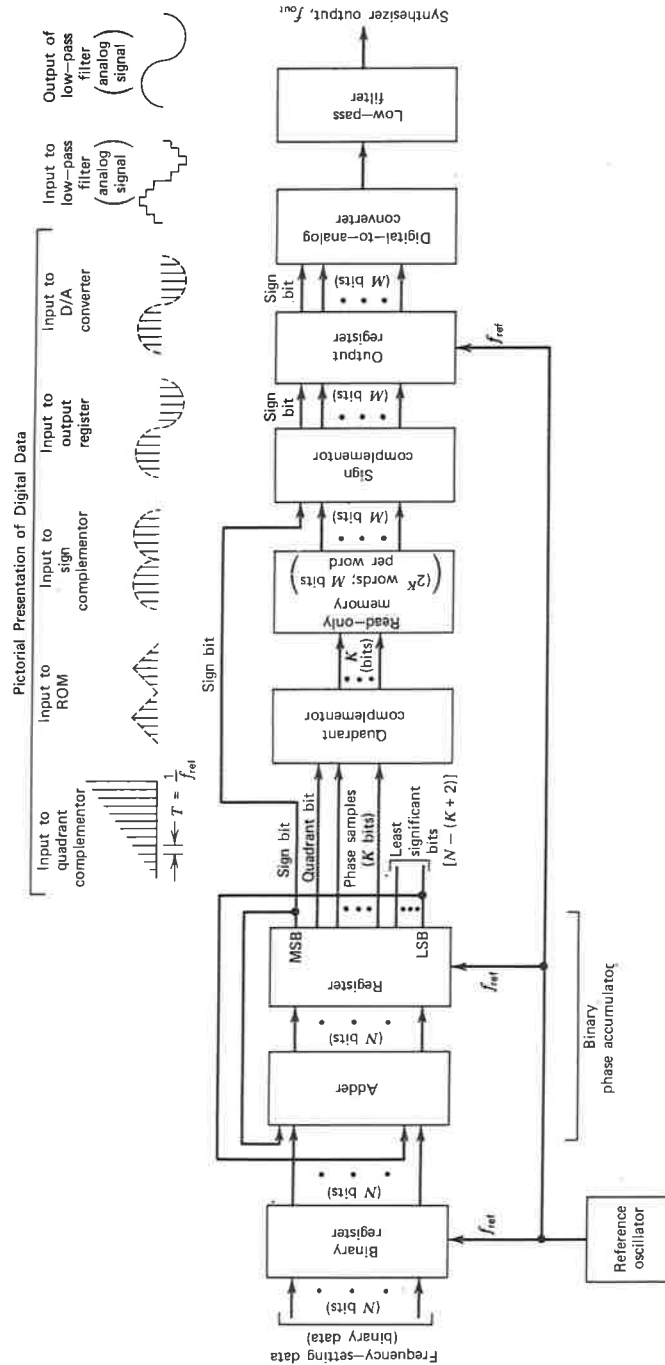 Pictorial Presentation of Digital Data
Input to
quadrant
complementor
Input to
ROM
Input to
sign
complementor
Input to
output
register
Input to
D/A
converter
Input to
low-pass
filter
(analog
signal)
Output of
low-pass
filter
(analog
signal)
T = 1/f_ref
Frequency-setting data
(binary data)
(N bits)
Binary
register
f_ref
(N bits)
Adder
(N bits)
Register
MSB
LSB
f_ref
Sign bit
Quadrant bit
Phase samples
(K bits)
Least
significant
bits
[N - (K + 2)]
Quadrant
complementor
K
(bits)
Read-only
memory
(2^K words; M bits
per word)
Sign bit
(M bits)
Sign
complementor
Sign
bit
(M bits)
Output
register
f_ref
Sign
bit
(M bits)
Digital-to-analog
converter
Low-pass
filter
Synthesizer output, f_out
Binary
phase accumulator
Reference
oscillator